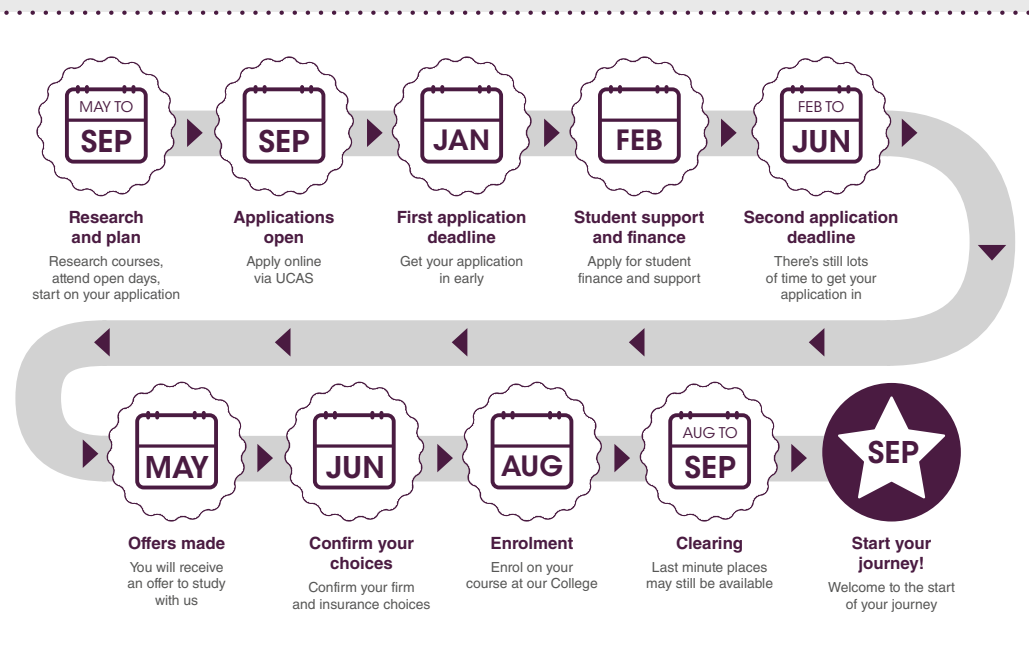 MAY TO
SEP
Research
and plan
Research courses,
attend open days,
start on your application
SEP
Applications
open
Apply online
via UCAS
JAN
First application
deadline
Get your application
in early
FEB
Student support
and finance
Apply for student
finance and support
FEB TO
JUN
Second application
deadline
There's still lots
of time to get your
application in
MAY
Offers made
You will receive
an offer to study
with us
JUN
Confirm your
choices
Confirm your firm
and insurance choices
AUG
Enrolment
Enrol on your
course at our College
AUG TO
SEP
Clearing
Last minute places
may still be available
SEP
Start your
journey!
Welcome to the start
of your journey